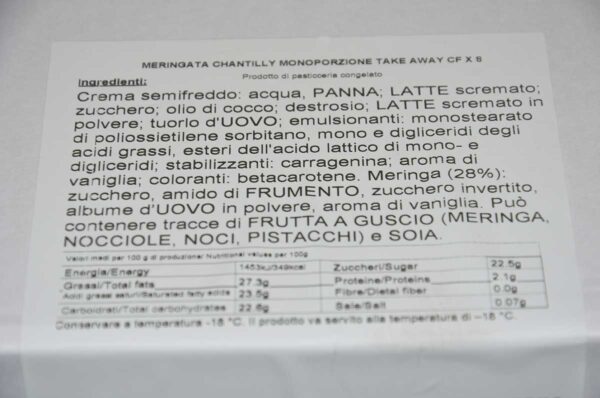 MERINGATA CHANTILLY MONOPORZIONE TAKE AWAY CF X 8
Prodotto di pasticceria congelato
Ingredienti:
Crema semifreddo: acqua, PANNA; LATTE scremato;
zucchero; olio di cocco; destrosio; LATTE scremato in
polvere; tuorlo d'UOVO; emulsionanti: monostearato
di poliossietilene sorbitano, mono e digliceridi degli
acidi grassi, esteri dell'acido lattico di mono- e
digliceridi; stabilizzanti: carragenina; aroma di
vaniglia; coloranti: betacarotene. Meringa (28%):
zucchero, amido di FRUMENTO, zucchero invertito,
albume d'UOVO in polvere, aroma di vaniglia. Può
contenere tracce di FRUTTA A GUSCIO (MERINGA,
NOCCIOLE, NOCI, PISTACCHI) e SOIA.
Valori medi per 100 g di produzione/ Nutritional values per 100g
Energia/Energy 1453kJ/349kcal Zuccheri/Sugar 22.5g
Grassi/Total fats 27.3g Proteine/Proteins 2.1g
Acidi grassi saturi/Saturated fatty acids 23.5g Fibre/Dietal fiber 0.0g
Carboidrati/Total carbohydrates 22.6g Sale/Salt 0.07g
Conservare a temperatura -18 °C. Il prodotto va servito alla temperatura di -18 °C.